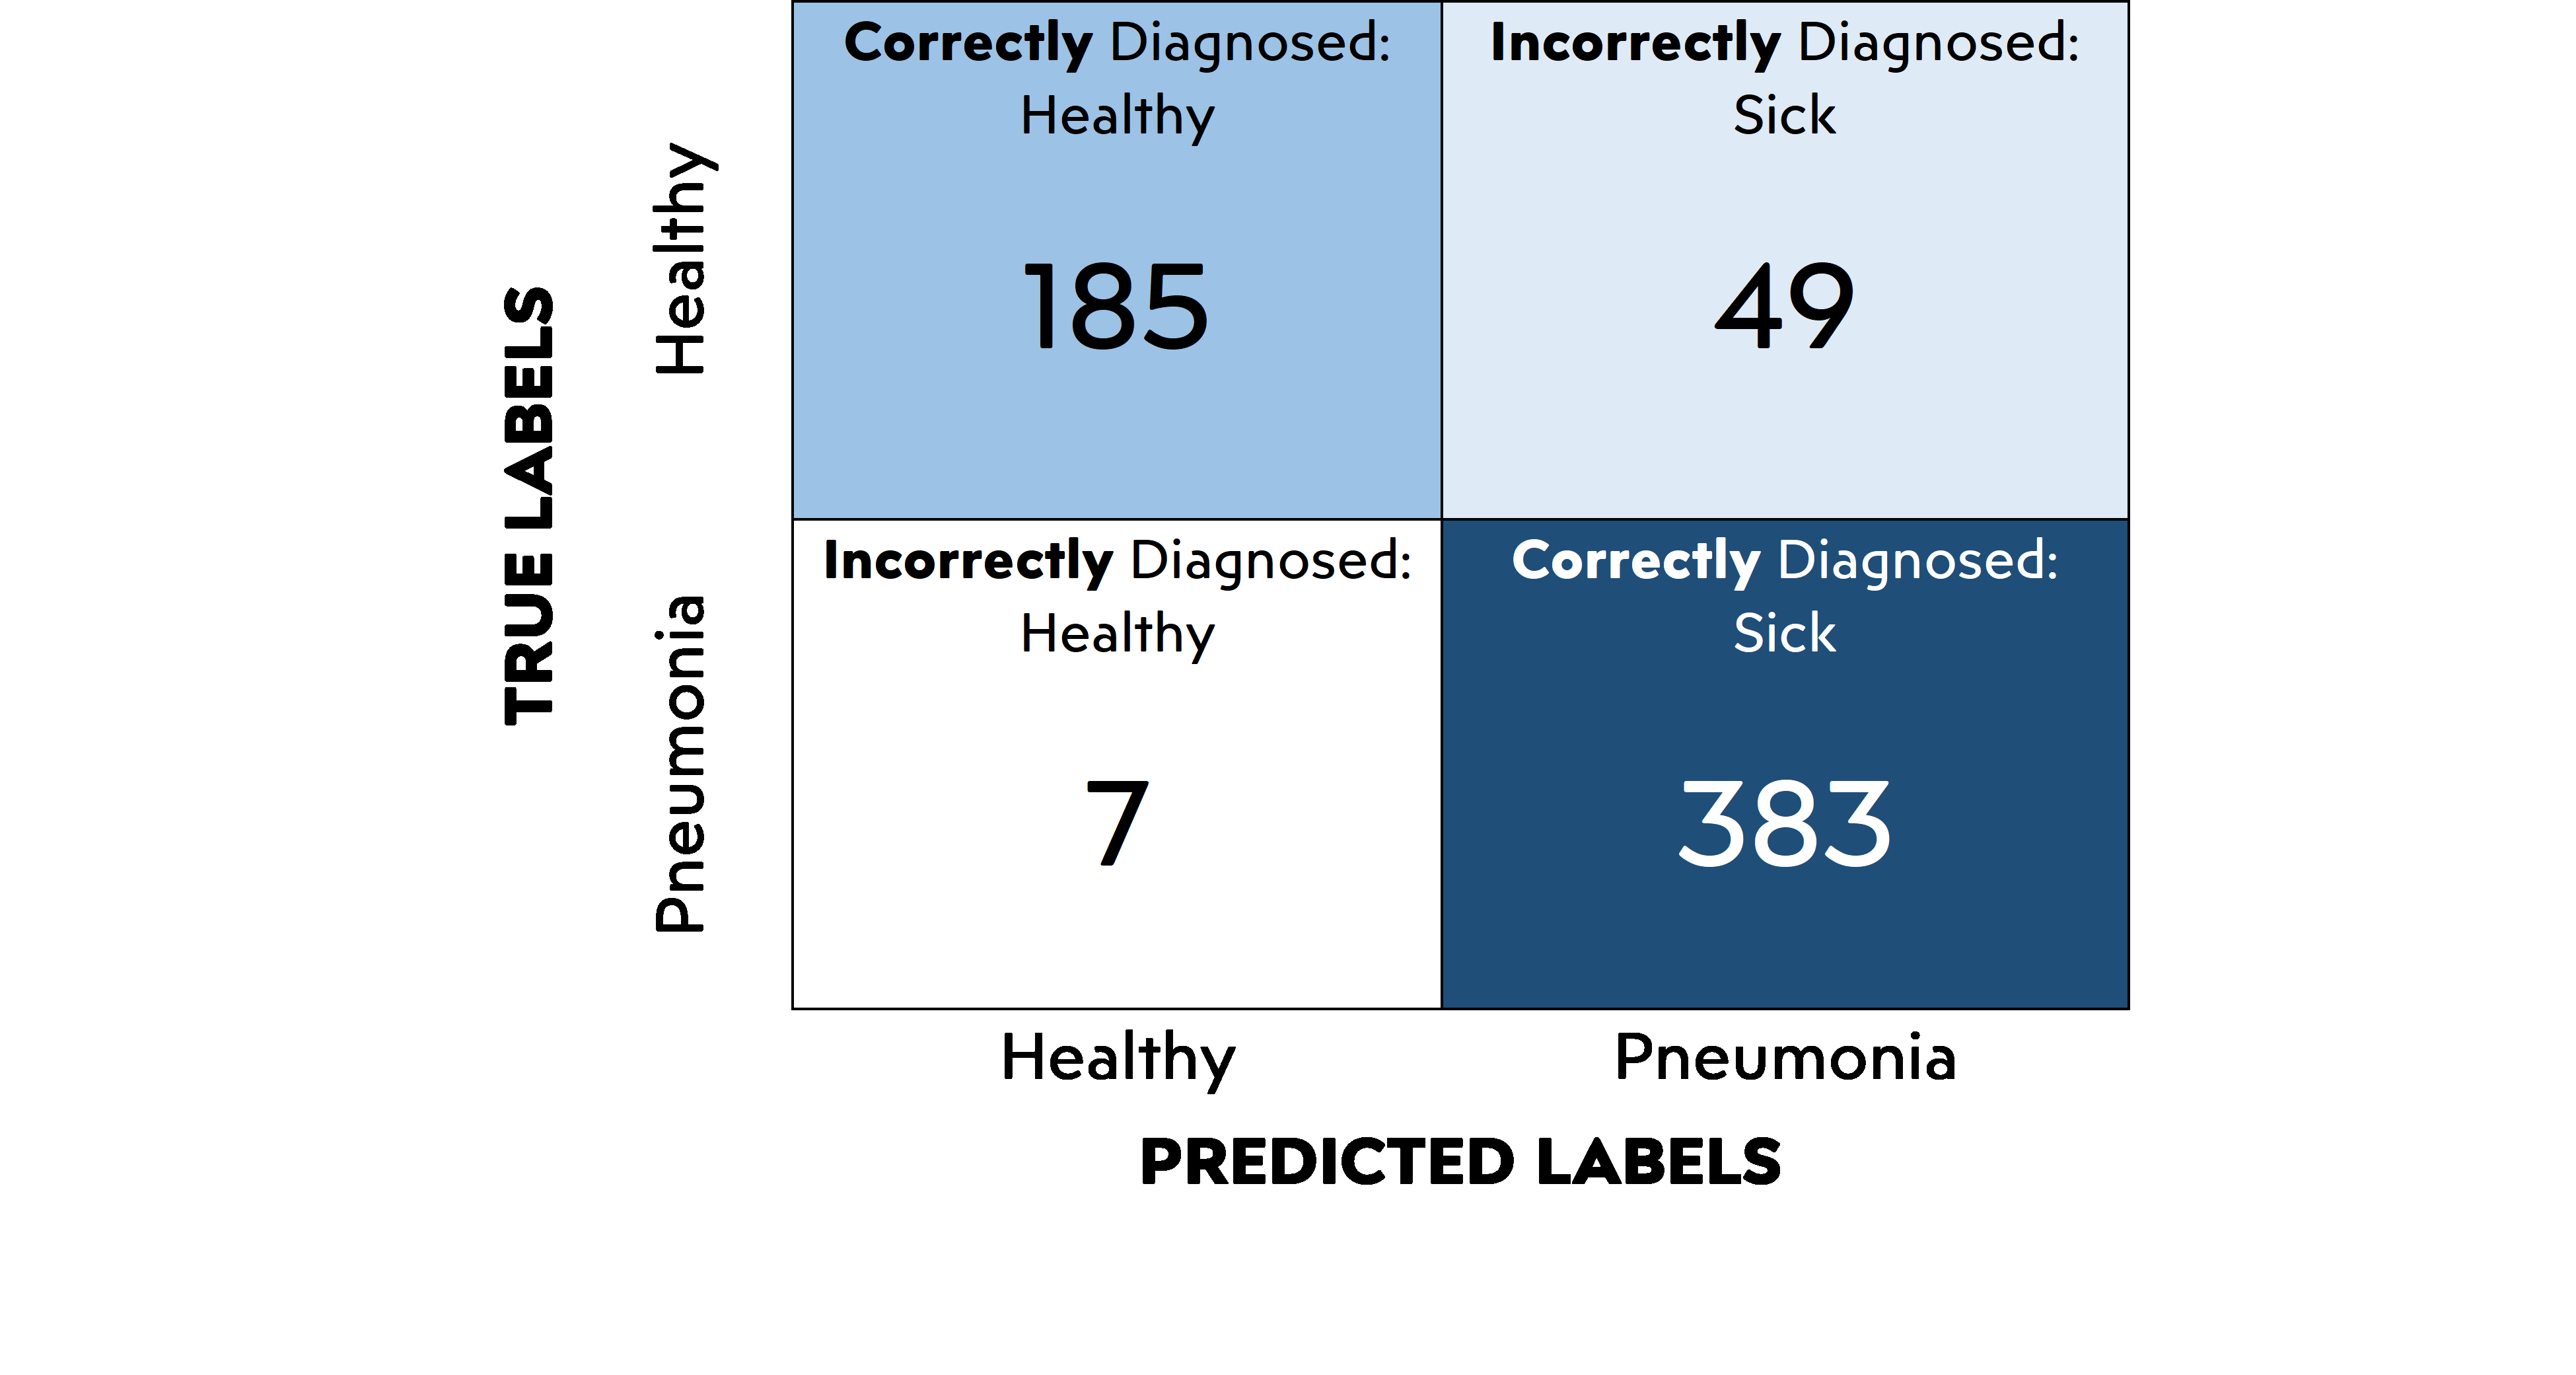 Correctly Diagnosed:
Healthy
185
Incorrectly Diagnosed:
Sick
49
Incorrectly Diagnosed:
Healthy
7
Correctly Diagnosed:
Sick
383
TRUE LABELS
Healthy
Pneumonia
Healthy
Pneumonia
PREDICTED LABELS